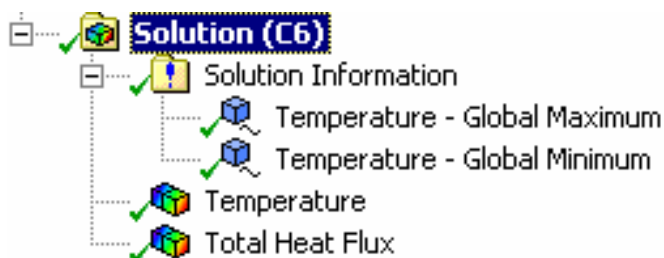 Solution (C6)
Solution Information
Temperature - Global Maximum
Temperature - Global Minimum
Temperature
Total Heat Flux